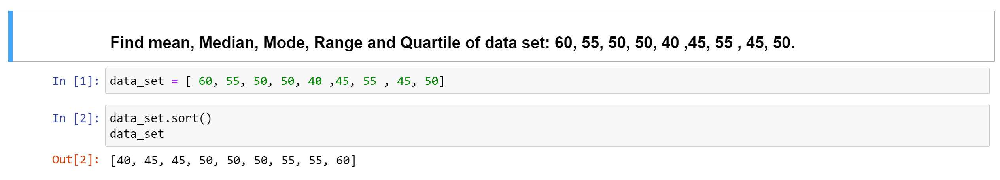 Find mean, Median, Mode, Range and Quartile of data set: 60, 55, 50, 50, 40 ,45, 55 , 45, 50.
In [1]: data_set = [ 60, 55, 50, 50, 40 ,45, 55 , 45, 50]
In [2]: data_set.sort()
data_set
Out[2]: [40, 45, 45, 50, 50, 50, 55, 55, 60]